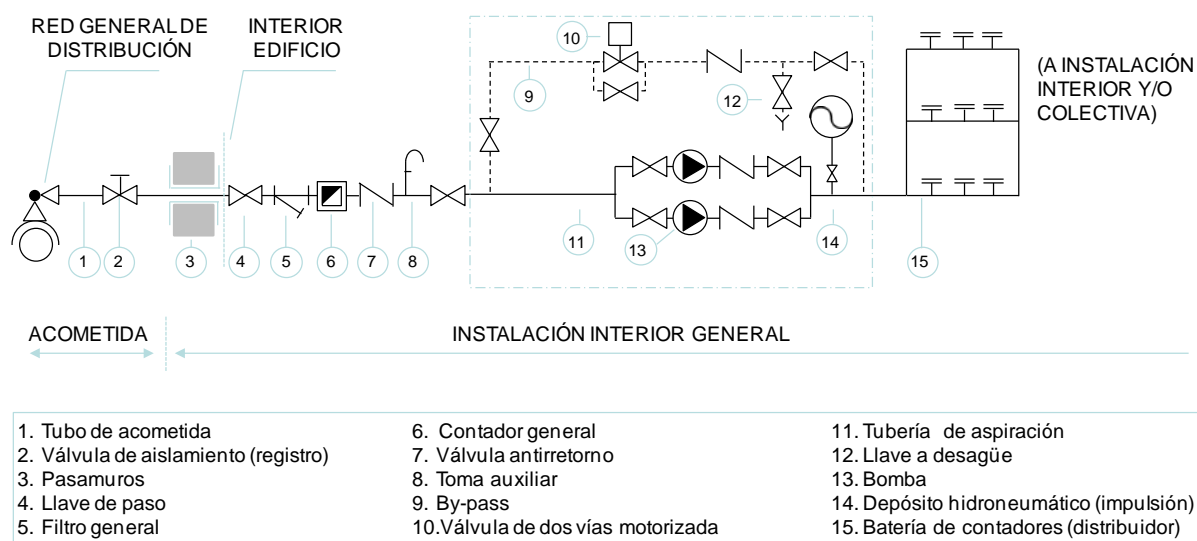 RED GENERAL DE
DISTRIBUCIÓN
INTERIOR
EDIFICIO
10
9
12
(A INSTALACIÓN
INTERIOR Y/O
COLECTIVA)
1
2
3
4
5
6
7
8
11
13
14
15
ACOMETIDA
INSTALACIÓN INTERIOR GENERAL
1. Tubo de acometida
2. Válvula de aislamiento (registro)
3. Pasamuros
4. Llave de paso
5. Filtro general
6. Contador general
7. Válvula antirretorno
8. Toma auxiliar
9. By-pass
10.Válvula de dos vías motorizada
11. Tubería de aspiración
12. Llave a desagüe
13. Bomba
14. Depósito hidroneumático (impulsión)
15. Batería de contadores (distribuidor)